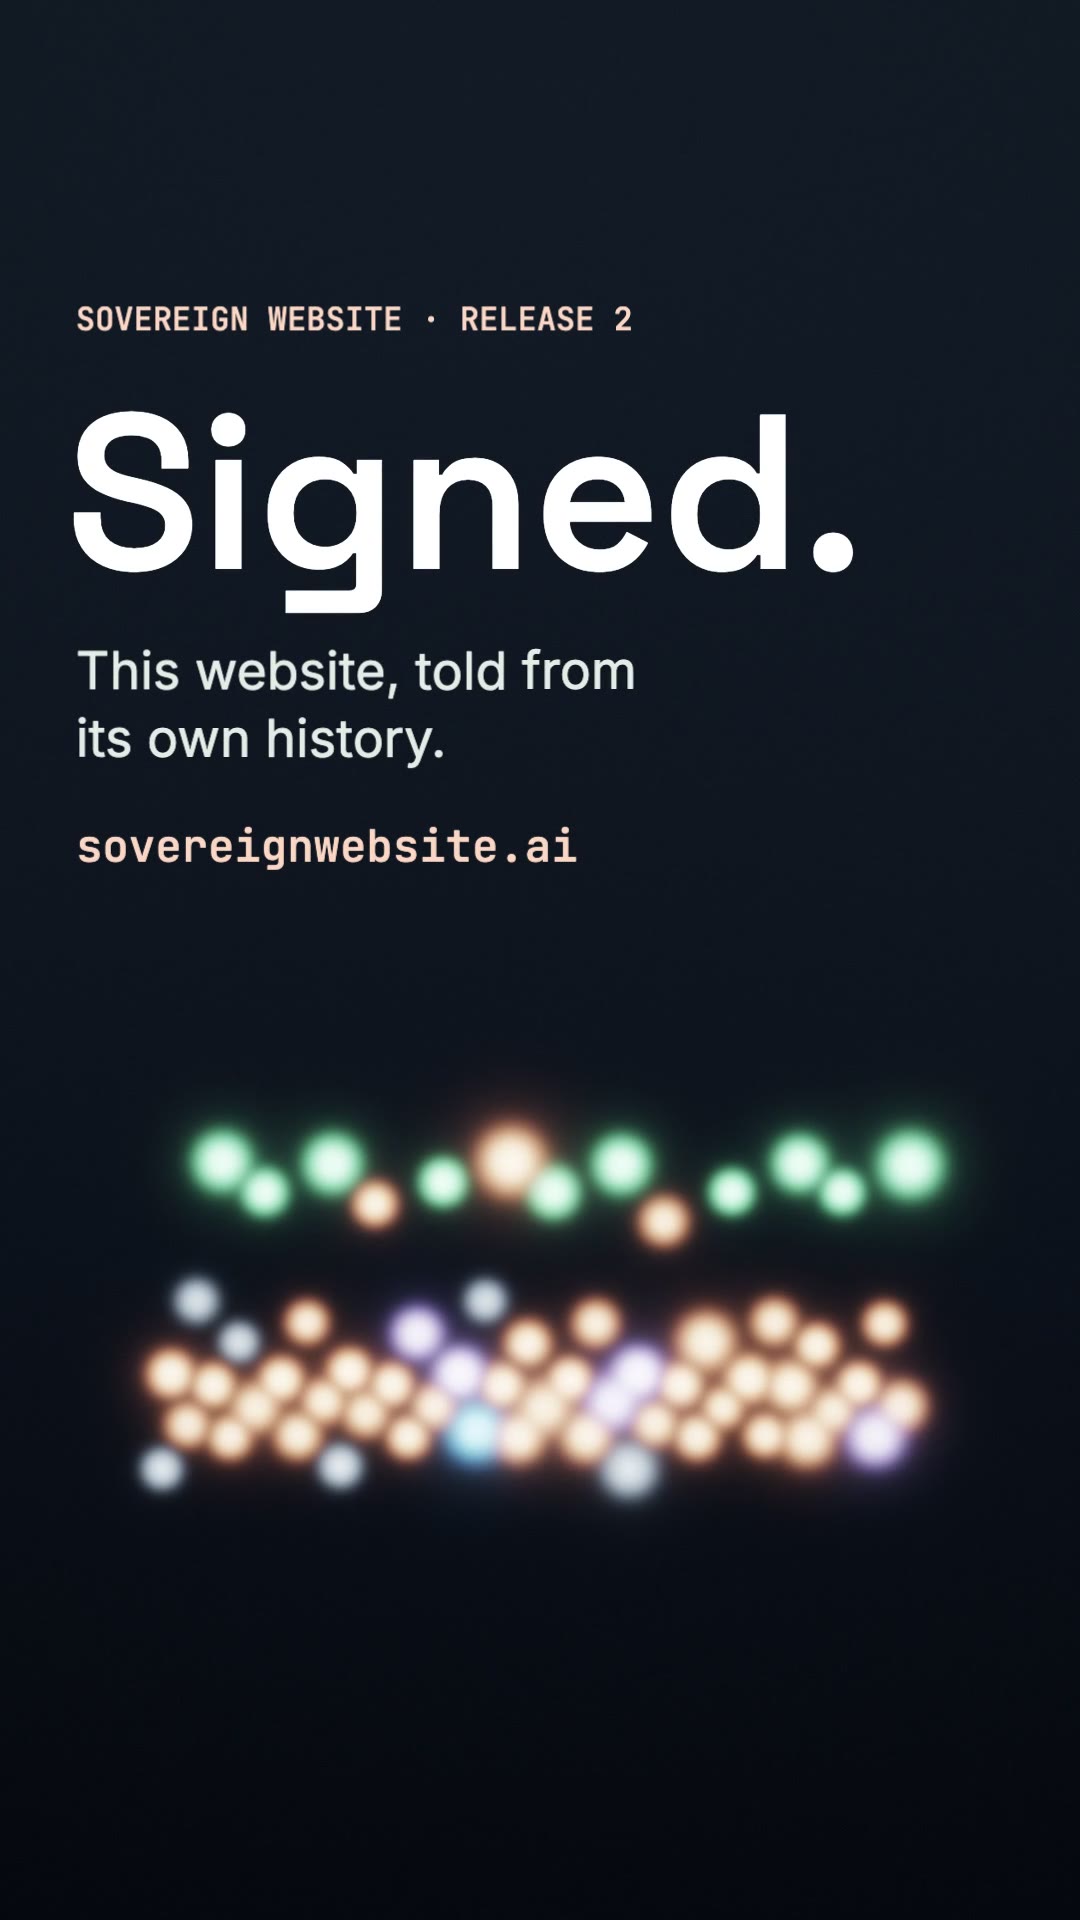 SOVEREIGN WEBSITE · RELEASE 2
Signed.
This website, told from
its own history.
sovereignwebsite.ai